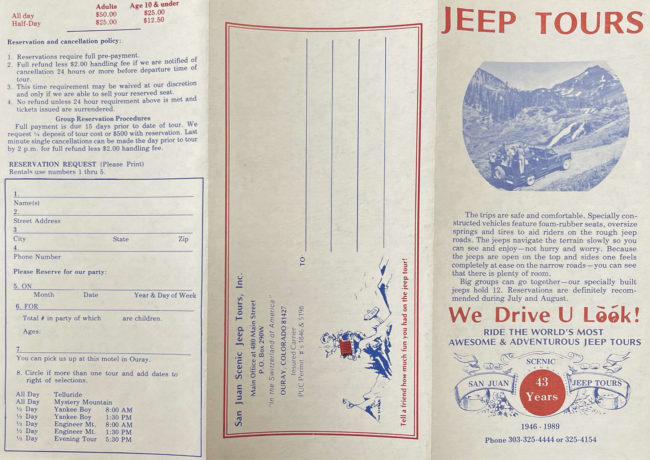 Adults Age 10 & under
All day $50.00 $25.00
Half-Day $25.00 $12.50
Reservation and cancellation policy:
1. Reservations require full pre-payment.
2. Full refund less $2.00 handling fee if we are notified of
cancellation 24 hours or more before departure time of
tour.
3. This time requirement may be waived at our discretion
and only if we are able to sell your reserved seat.
4. No refund unless 24 hour requirement above is met and
tickets issued are surrendered.
Group Reservation Procedures
Full payment is due 15 days prior to date of tour. We
request ¼ deposit of tour cost or $500 with reservation. Last
minute single cancellations can be made the day prior to tour
by 2 p.m. for full refund less $2.00 handling fee.
RESERVATION REQUEST (Please Print)
Rentals use numbers 1 thru 5.
1.
Name(s)
2.
Street Address
3
City State Zip
4.
Phone Number
Please Reserve for our party:
5. ON
Month Date Year & Day of Week
6. FOR
Total # in party of which are children.
Ages:
7.
You can pick us up at this motel in Ouray.
8. Circle if more than one tour and add dates to
right of selections.
All Day Telluride
All Day Mystery Mountain
½ Day Yankee Boy 8:00 AM
½ Day Yankee Boy 1:30 PM
½ Day Engineer Mt. 8:00 AM
½ Day Engineer Mt. 1:30 PM
½ Day Evening Tour 5:30 PM
San Juan Scenic Jeep Tours, Inc.
Main Office at 480 Main Street
P.O. Box 290W
"In the Switzerland of America"
OURAY, COLORADO 81427
Insured Carrier
PUC Permit #'s 1646 & 5198
TO
Tell a friend how much fun you had on the jeep tour!
JEEP TOURS
The trips are safe and comfortable. Specially con-
structed vehicles feature foam-rubber seats, oversize
springs and tires to aid riders on the rough jeep
roads. The jeeps navigate the terrain slowly so you
can see and enjoy—not hurry and worry. Because
the jeeps are open on the top and sides one feels
completely at ease on the narrow roads—you can see
that there is plenty of room.
Big groups can go together—our specially built
jeeps hold 12. Reservations are definitely recom-
mended during July and August.
We Drive U Look!
RIDE THE WORLD'S MOST
AWESOME & ADVENTUROUS JEEP TOURS
SCENIC
SAN JUAN 43 JEEP TOURS
Years
1946 - 1989
Phone 303-325-4444 or 325-4154